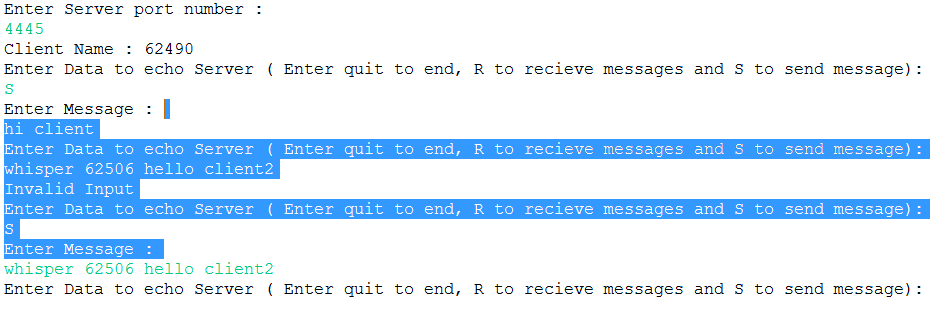 Enter Server port number :
4445
Client Name : 62490
Enter Data to echo Server ( Enter quit to end, R to recieve messages and S to send message):
S
Enter Message :
hi client
Enter Data to echo Server ( Enter quit to end, R to recieve messages and S to send message):
whisper 62506 hello client2
Invalid Input
Enter Data to echo Server ( Enter quit to end, R to recieve messages and S to send message):
S
Enter Message :
whisper 62506 hello client2
Enter Data to echo Server ( Enter quit to end, R to recieve messages and S to send message):